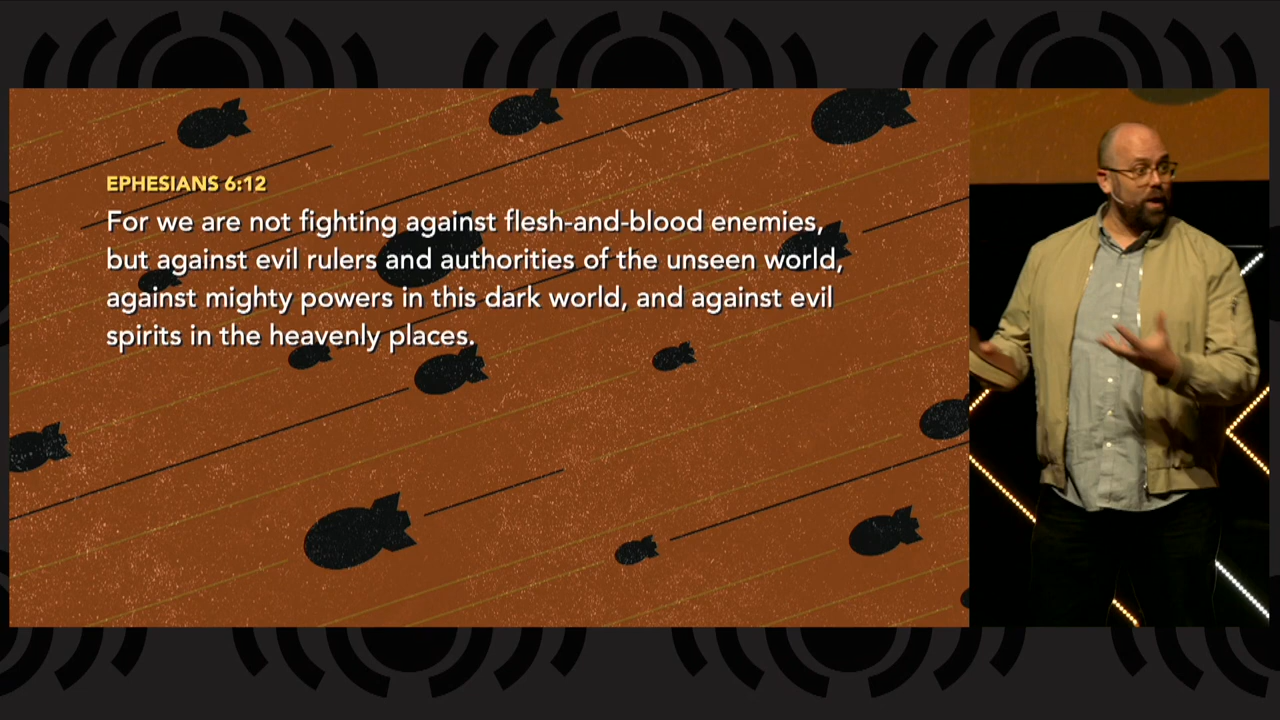 EPHESIANS 6:12
For we are not fighting against flesh-and-blood enemies,
but against evil rulers and authorities of the unseen world,
against mighty powers in this dark world, and against evil
spirits in the heavenly places.